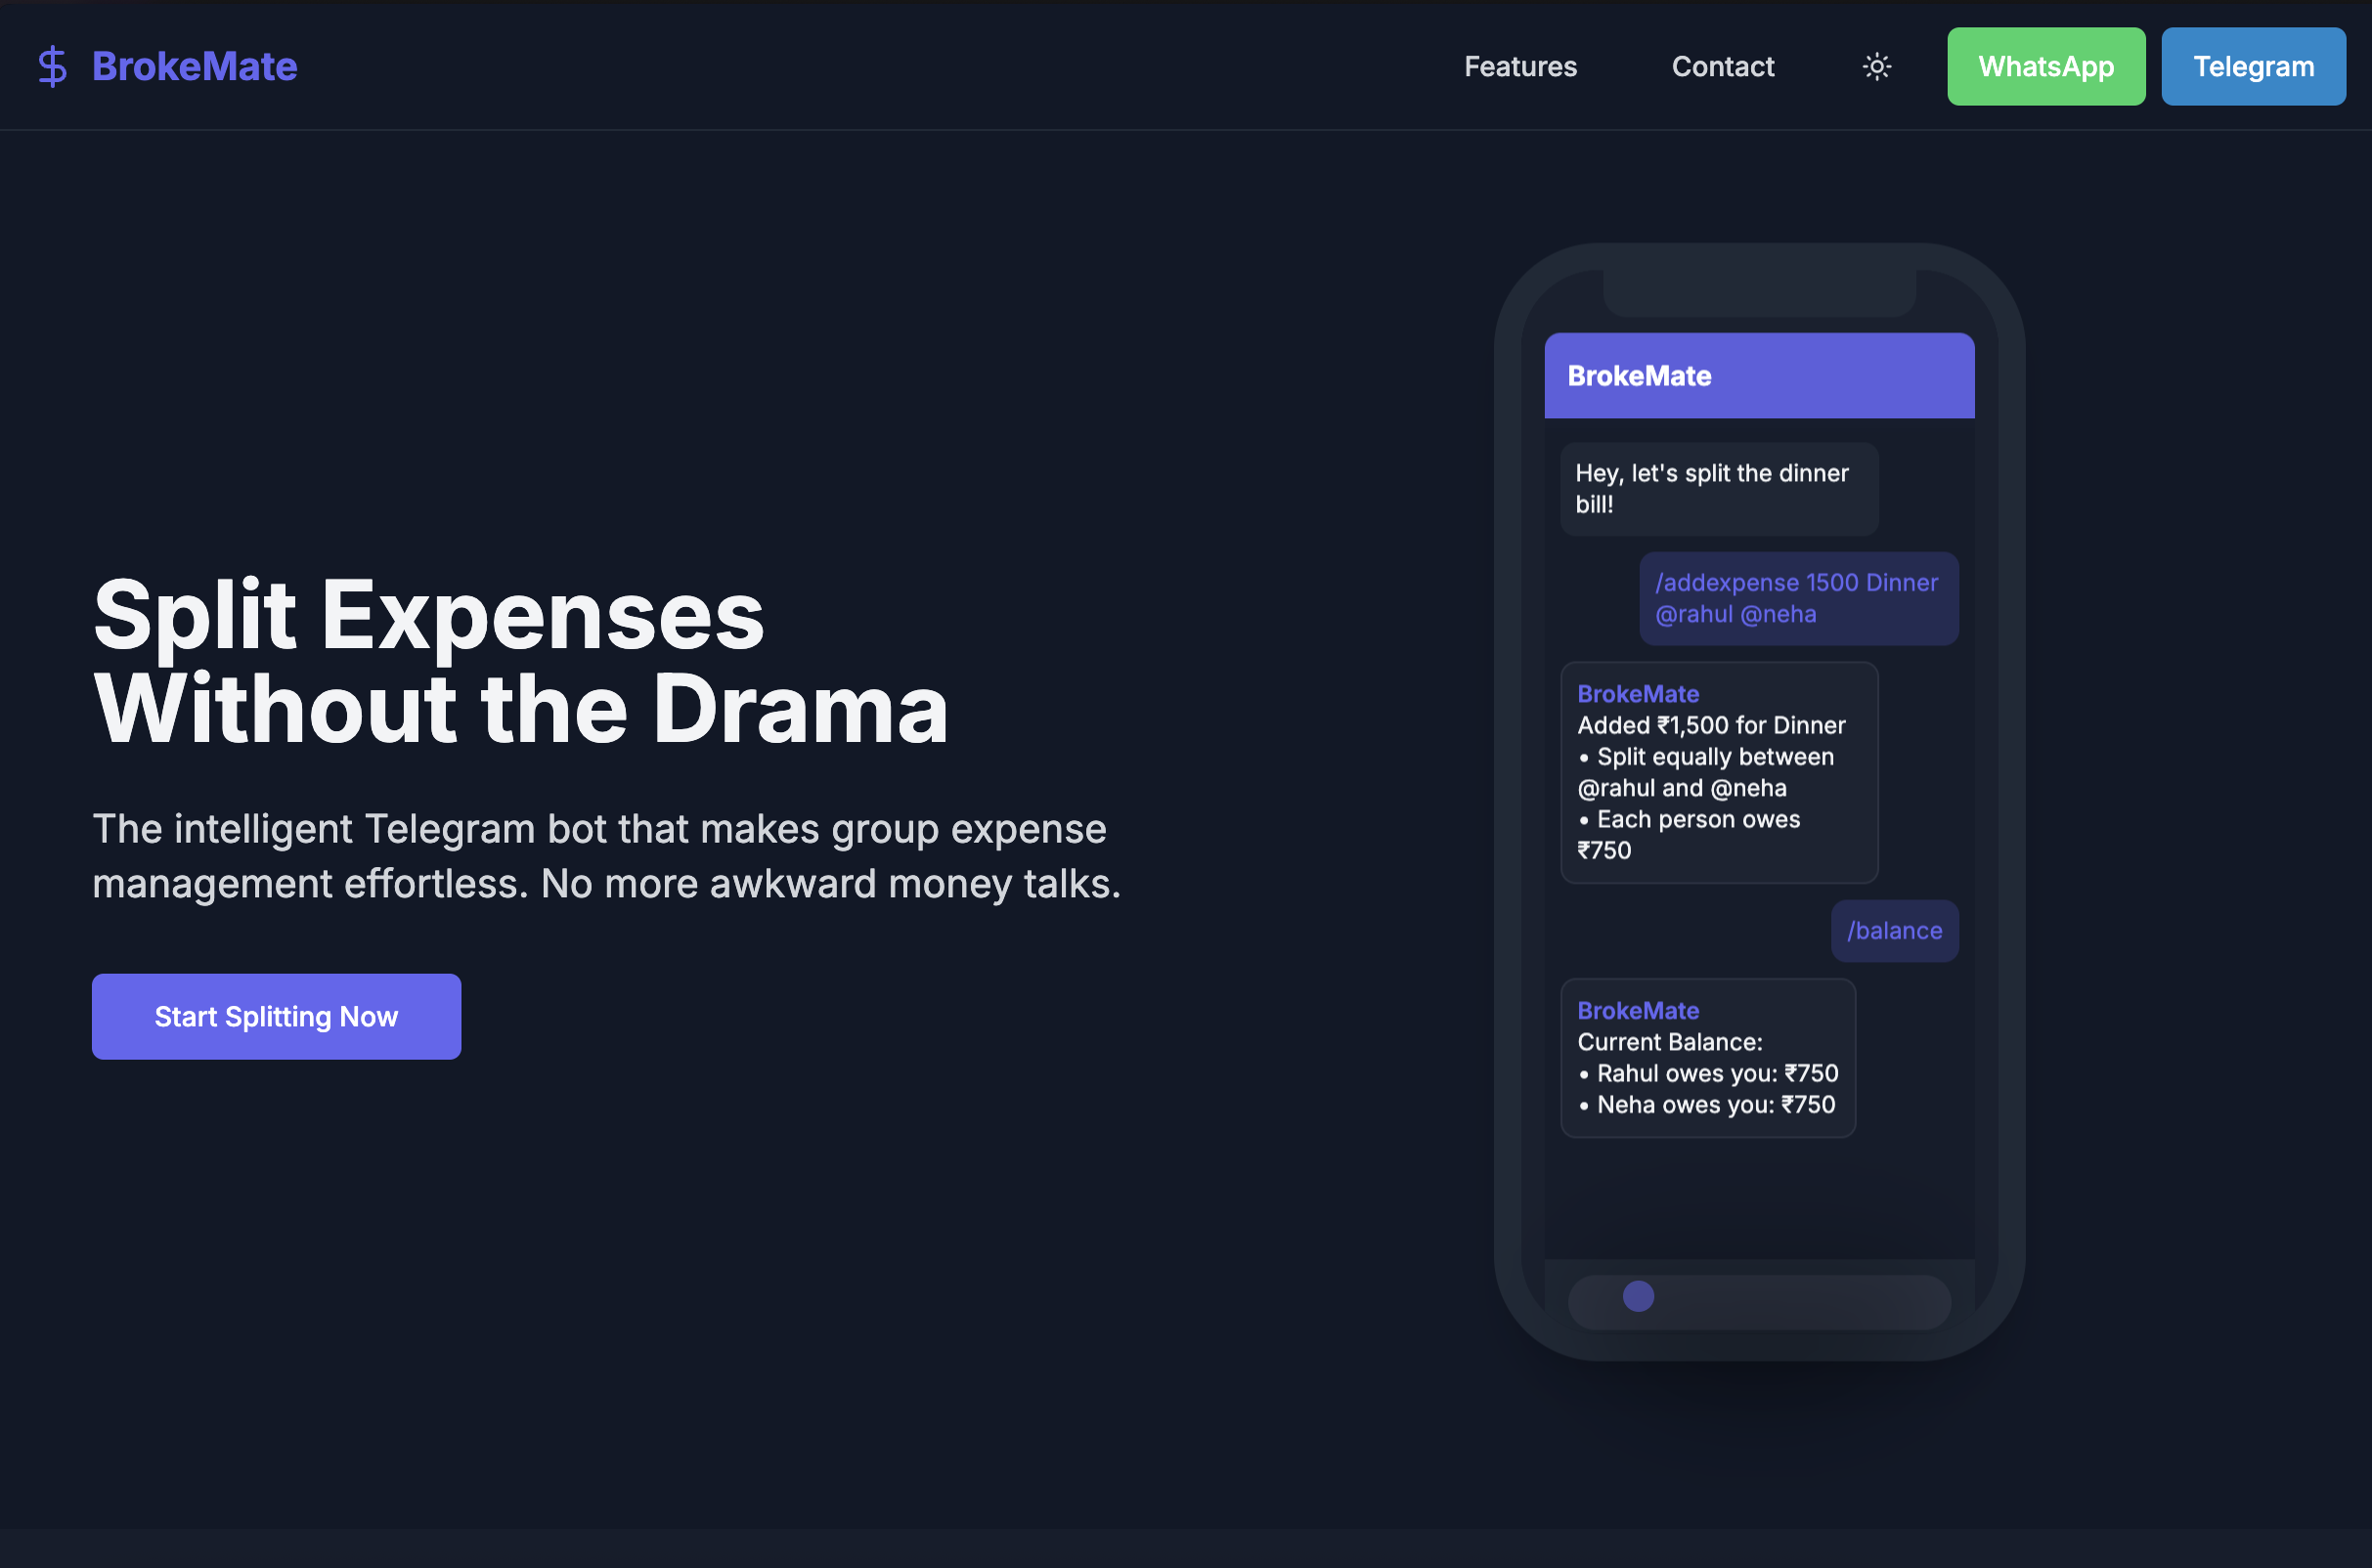 BrokeMate
Features
Contact
WhatsApp
Telegram
Split Expenses
Without the Drama
The intelligent Telegram bot that makes group expense
management effortless. No more awkward money talks.
Start Splitting Now
BrokeMate
Hey, let's split the dinner
bill!
/addexpense 1500 Dinner
@rahul @neha
BrokeMate
Added ₹1,500 for Dinner
• Split equally between
@rahul and @neha
• Each person owes
₹750
/balance
BrokeMate
Current Balance:
• Rahul owes you: ₹750
• Neha owes you: ₹750